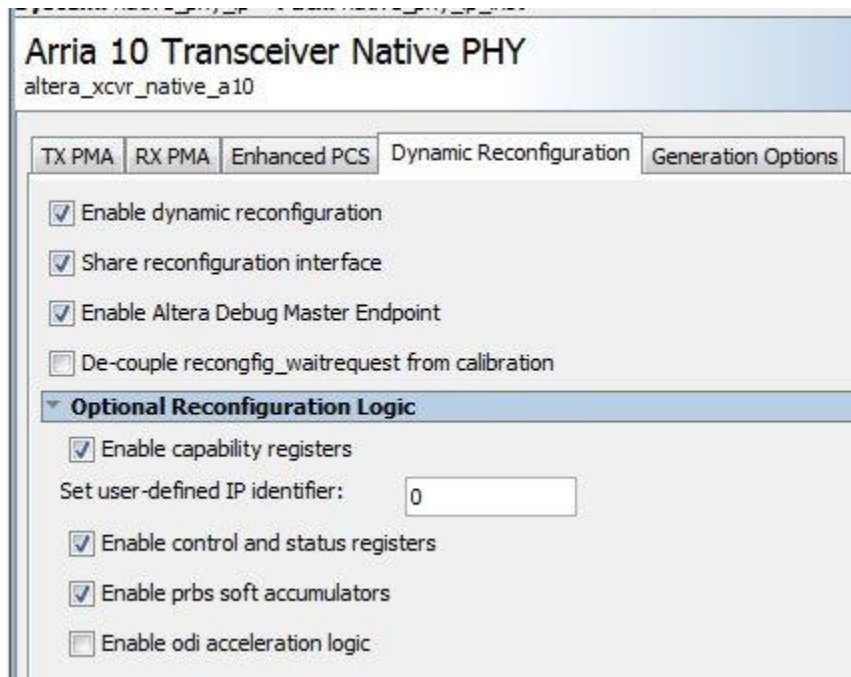 Arria 10 Transceiver Native PHY
altera_xcvr_native_a10
TX PMA RX PMA Enhanced PCS Dynamic Reconfiguration Generation Options
Enable dynamic reconfiguration
Share reconfiguration interface
Enable Altera Debug Master Endpoint
De-couple recongfig_waitrequest from calibration
Optional Reconfiguration Logic
Enable capability registers
Set user-defined IP identifier: 0
Enable control and status registers
Enable prbs soft accumulators
Enable odi acceleration logic